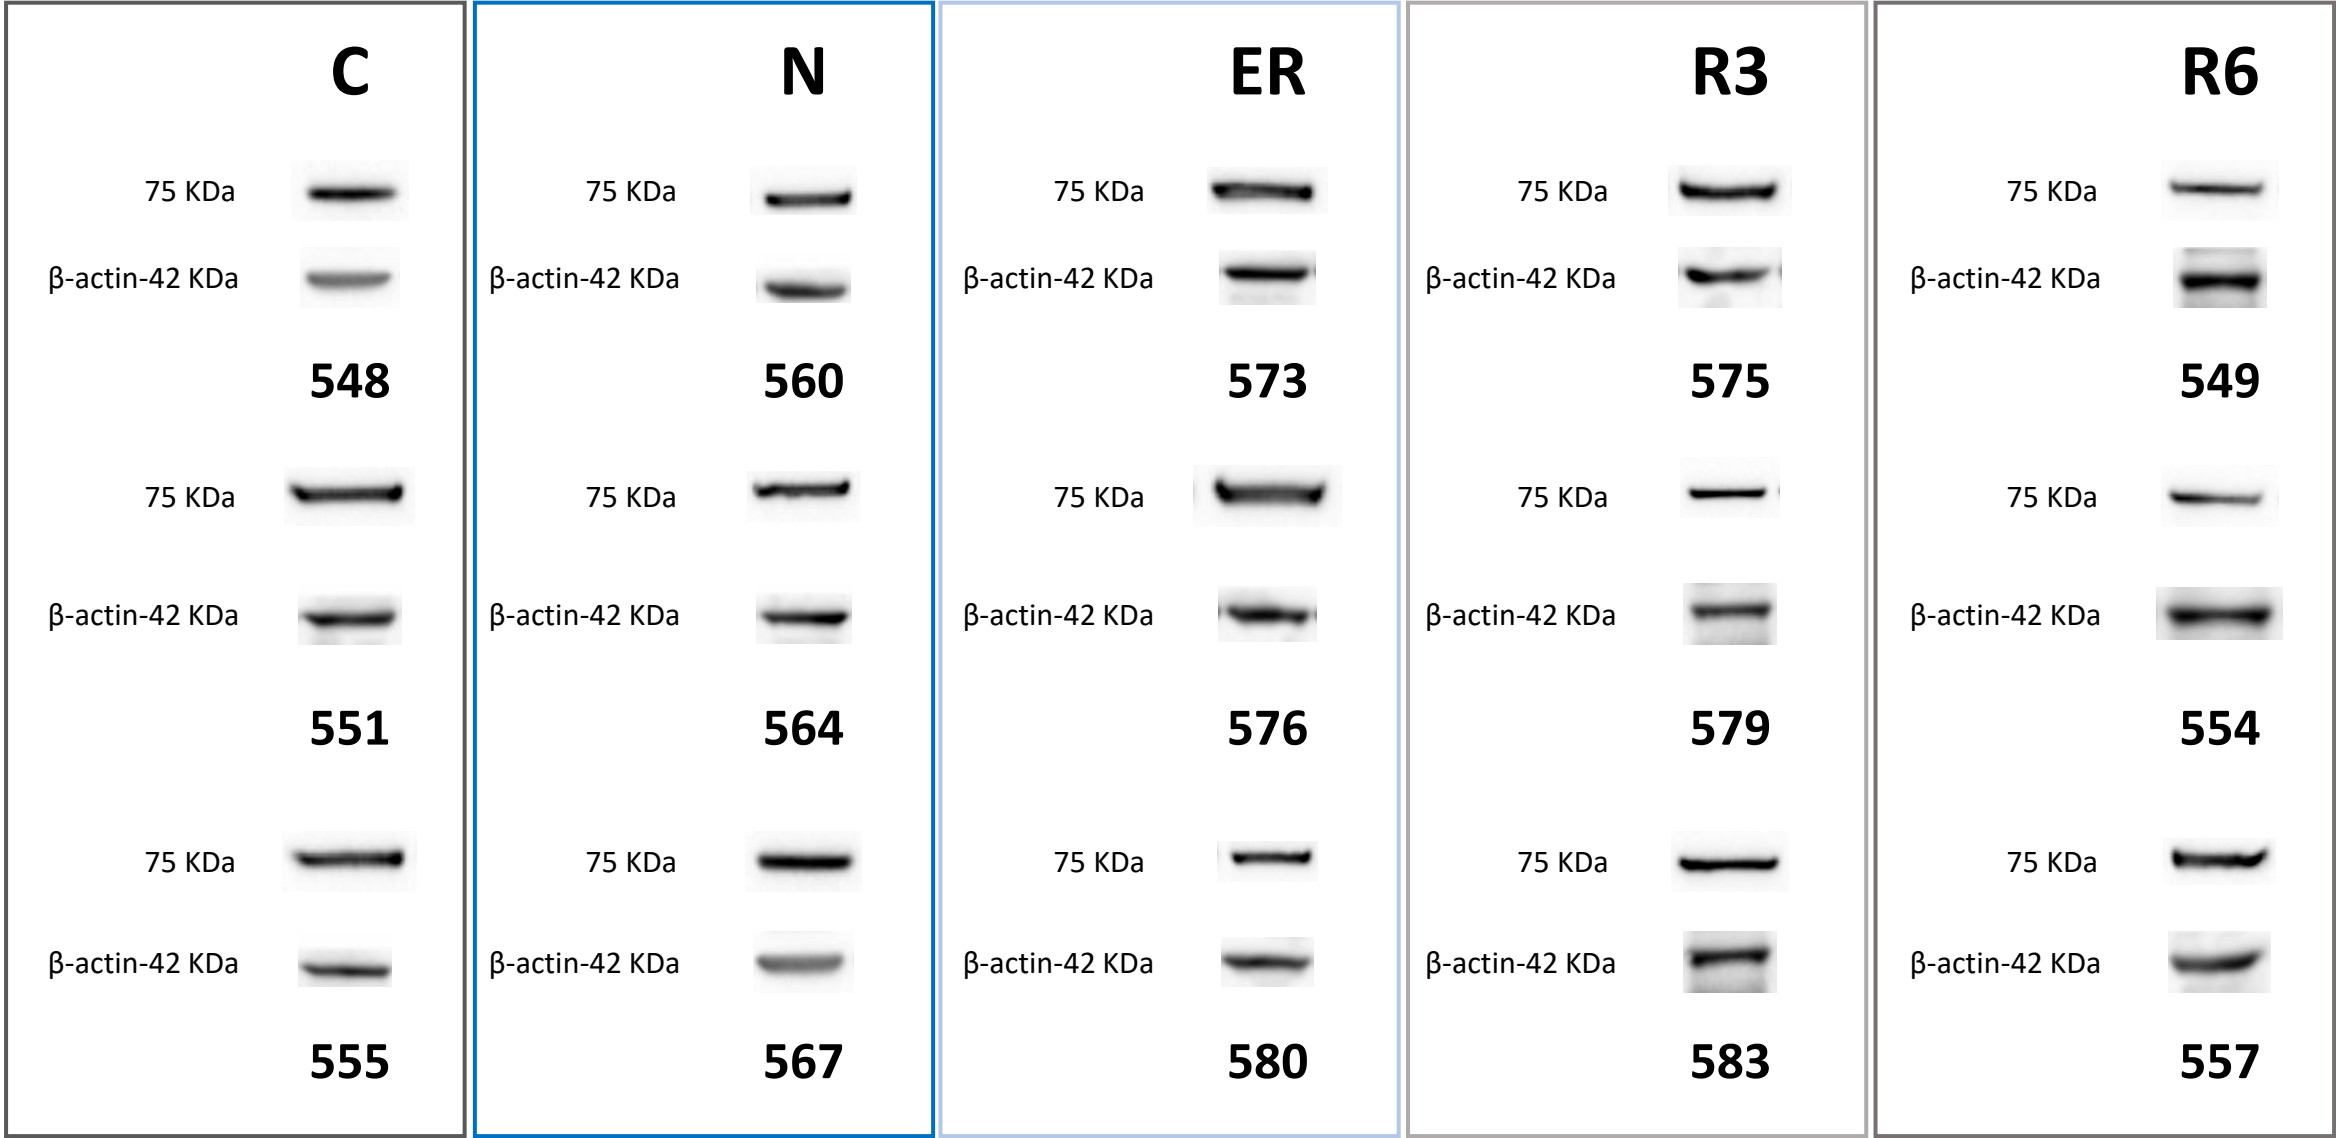 C
75 KDa
β-actin-42 KDa
548
75 KDa
β-actin-42 KDa
551
75 KDa
β-actin-42 KDa
555
N
75 KDa
β-actin-42 KDa
560
75 KDa
β-actin-42 KDa
564
75 KDa
β-actin-42 KDa
567
ER
75 KDa
β-actin-42 KDa
573
75 KDa
β-actin-42 KDa
576
75 KDa
β-actin-42 KDa
580
R3
75 KDa
β-actin-42 KDa
575
75 KDa
β-actin-42 KDa
579
75 KDa
β-actin-42 KDa
583
R6
75 KDa
β-actin-42 KDa
549
75 KDa
β-actin-42 KDa
554
75 KDa
β-actin-42 KDa
557